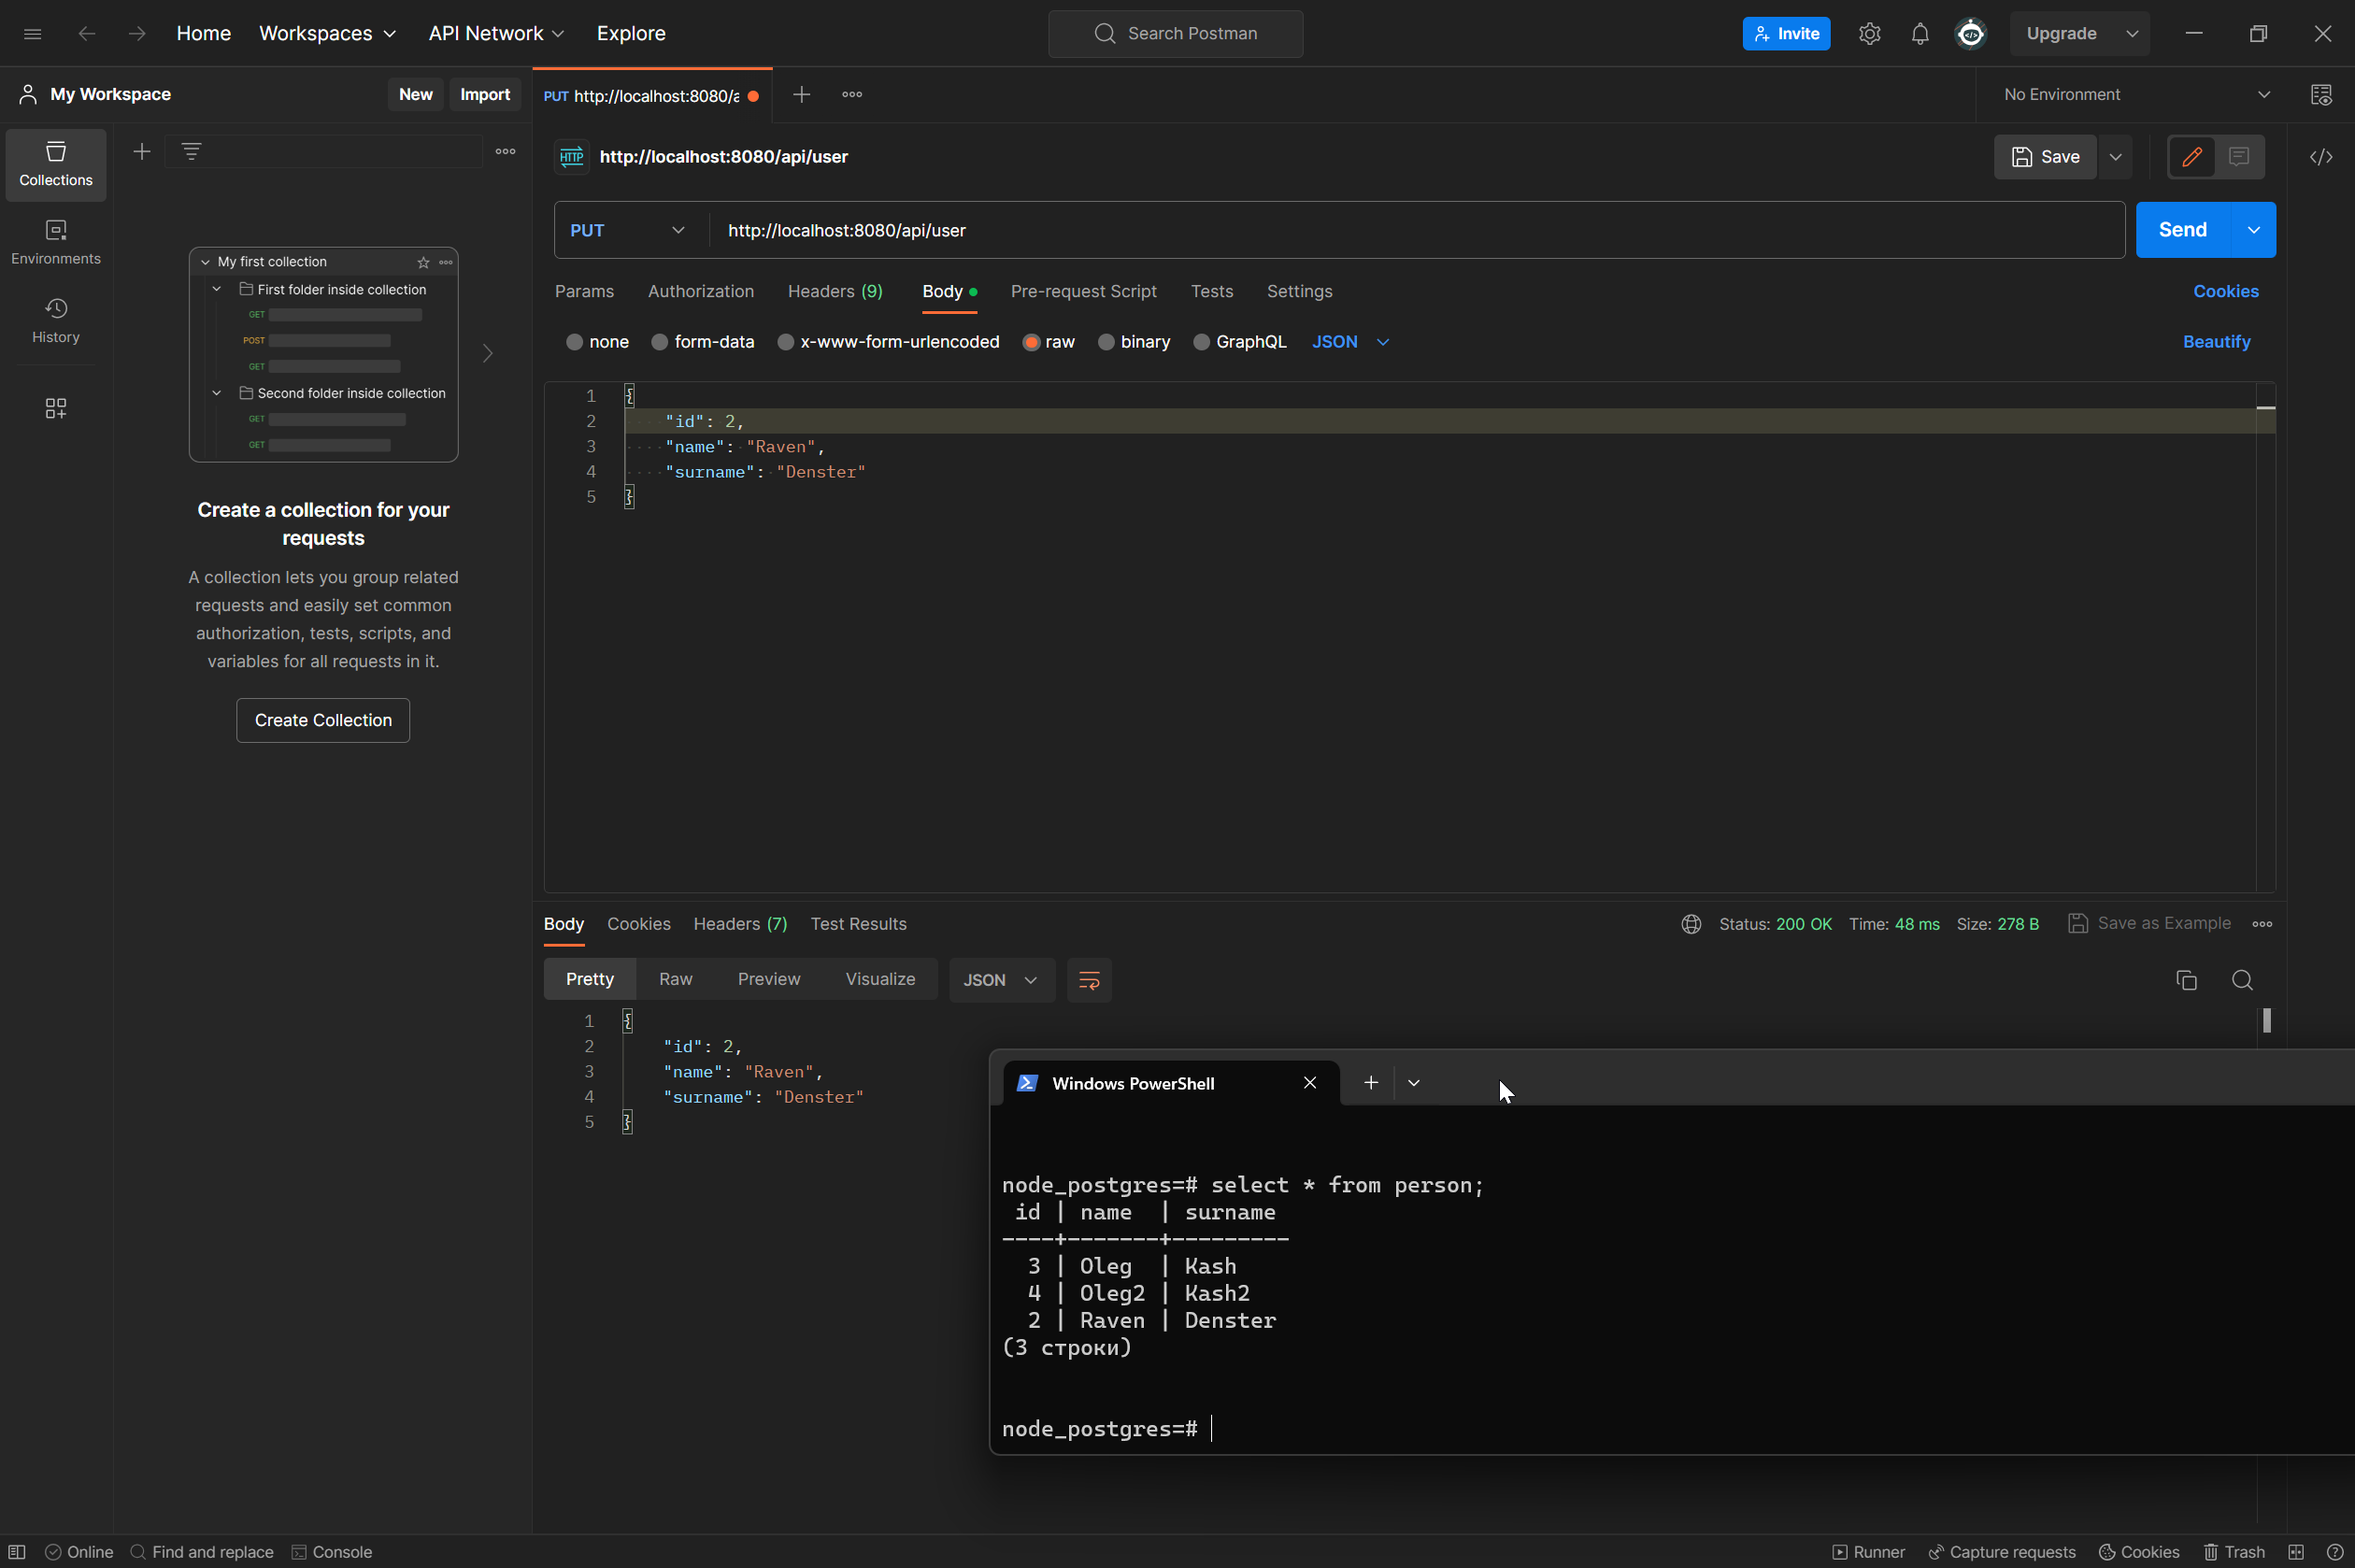 Home Workspaces API Network Explore Search Postman Invite Upgrade
My Workspace New Import PUT http://localhost:8080/a No Environment
Collections
Environments
History
My first collection
First folder inside collection
GET
POST
GET
Second folder inside collection
GET
GET
Create a collection for your
requests
A collection lets you group related
requests and easily set common
authorization, tests, scripts, and
variables for all requests in it.
Create Collection
HTTP http://localhost:8080/api/user Save
PUT http://localhost:8080/api/user Send
Params Authorization Headers (9) Body Pre-request Script Tests Settings Cookies
none form-data x-www-form-urlencoded raw binary GraphQL JSON Beautify
1 {
2 "id": 2,
3 "name": "Raven",
4 "surname": "Denster"
5 }
Body Cookies Headers (7) Test Results Status: 200 OK Time: 48 ms Size: 278 B Save as Example
Pretty Raw Preview Visualize JSON
1 {
2 "id": 2,
3 "name": "Raven",
4 "surname": "Denster"
5 }
Windows PowerShell
node_postgres=# select * from person;
id | name | surname
----+-------+---------
3 | Oleg | Kash
4 | Oleg2 | Kash2
2 | Raven | Denster
(3 строки)
node_postgres=#
Online Find and replace Console Runner Capture requests Cookies Trash